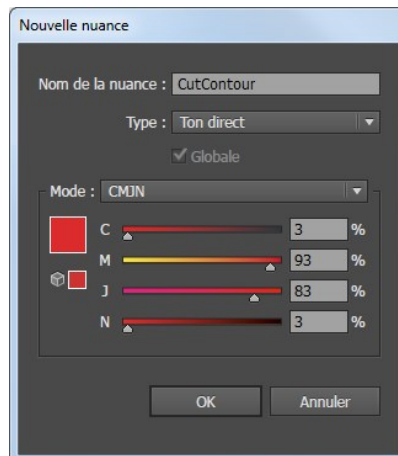 Nouvelle nuance
Nom de la nuance : CutContour
Type : Ton direct
Globale
Mode : CMJN
C 3 %
M 93 %
J 83 %
N 3 %
OK Annuler